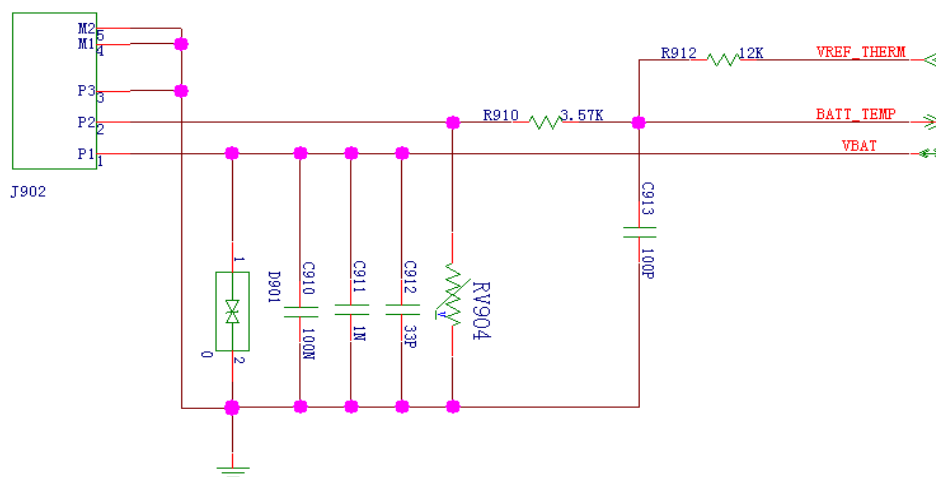 M2
5
M1
4
P3
3
P2
2
P1
1
J902
R912
12K
VREF_THERM
R910
3.57K
BATT_TEMP
VBAT
C913
100P
1
D901
0
2
C910
100N
C911
1N
C912
33P
V
RV904